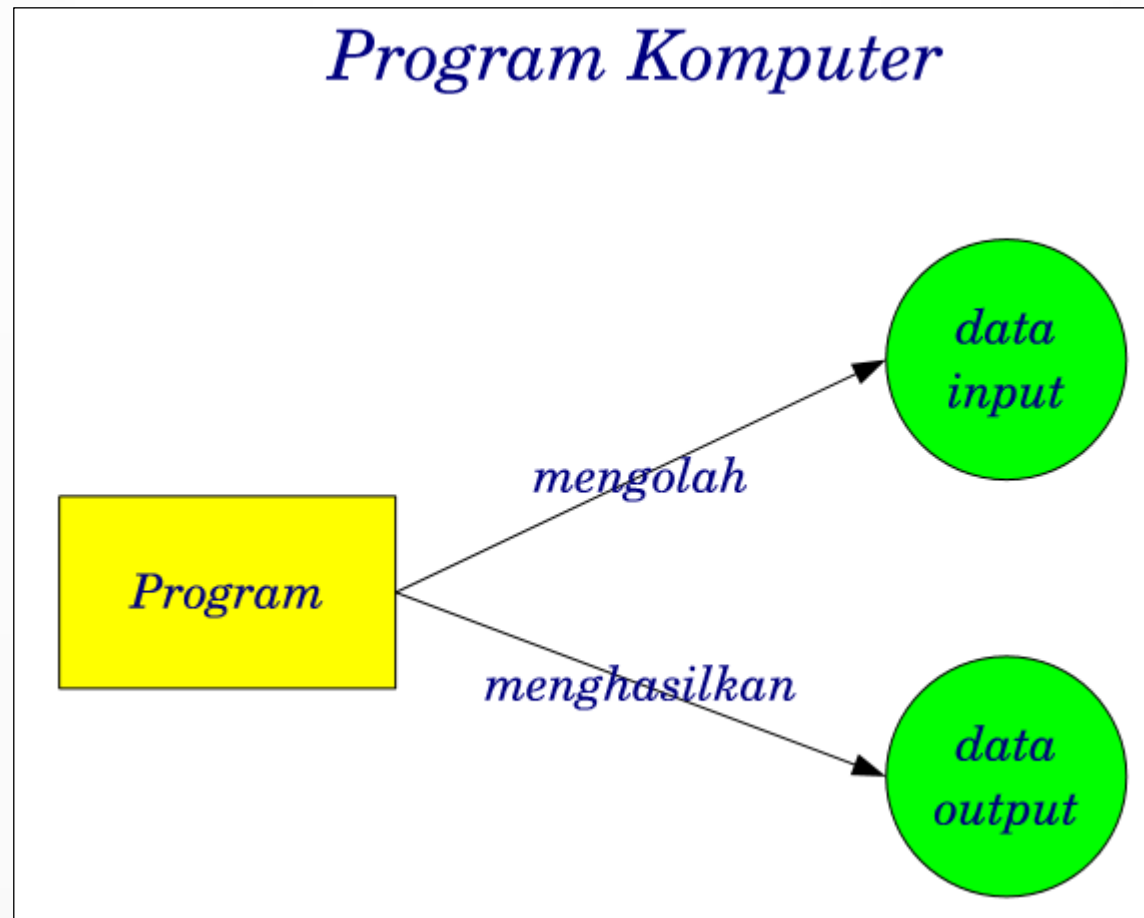 Program Komputer
data
input
mengolah
Program
menghasilkan
data
output